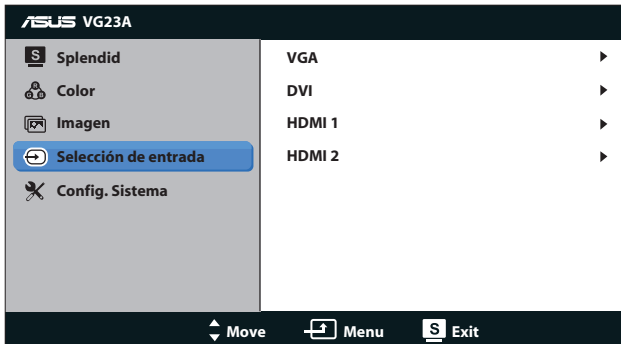 ASUS VG23A
S Splendid
Color
Imagen
Selección de entrada
Config. Sistema
VGA
DVI
HDMI 1
HDMI 2
Move Menu S Exit